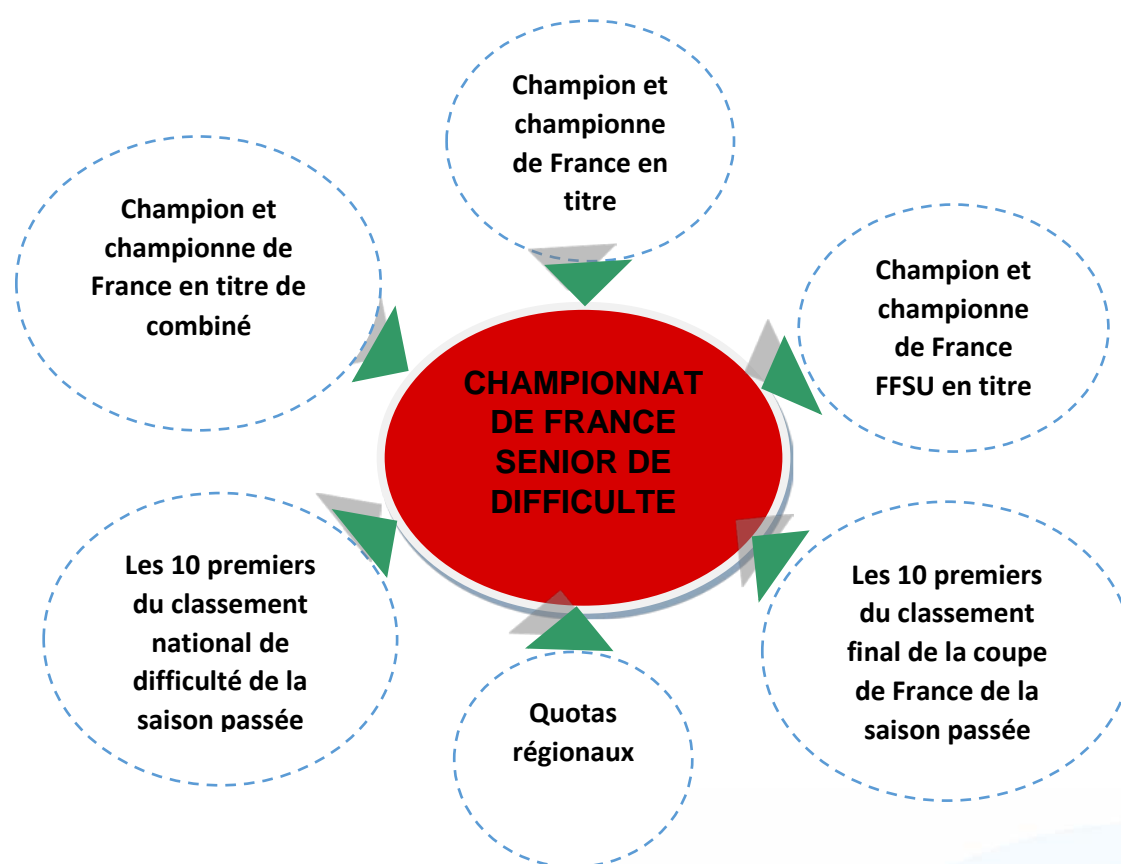 Champion et
championne
de France en
titre
Champion et
championne de
France en titre de
combiné
Champion et
championne
de France
FFSU en titre
CHAMPIONNAT
DE FRANCE
SENIOR DE
DIFFICULTE
Les 10 premiers
du classement
national de
difficulté de la
saison passée
Quotas
régionaux
Les 10 premiers
du classement
final de la coupe
de France de la
saison passée